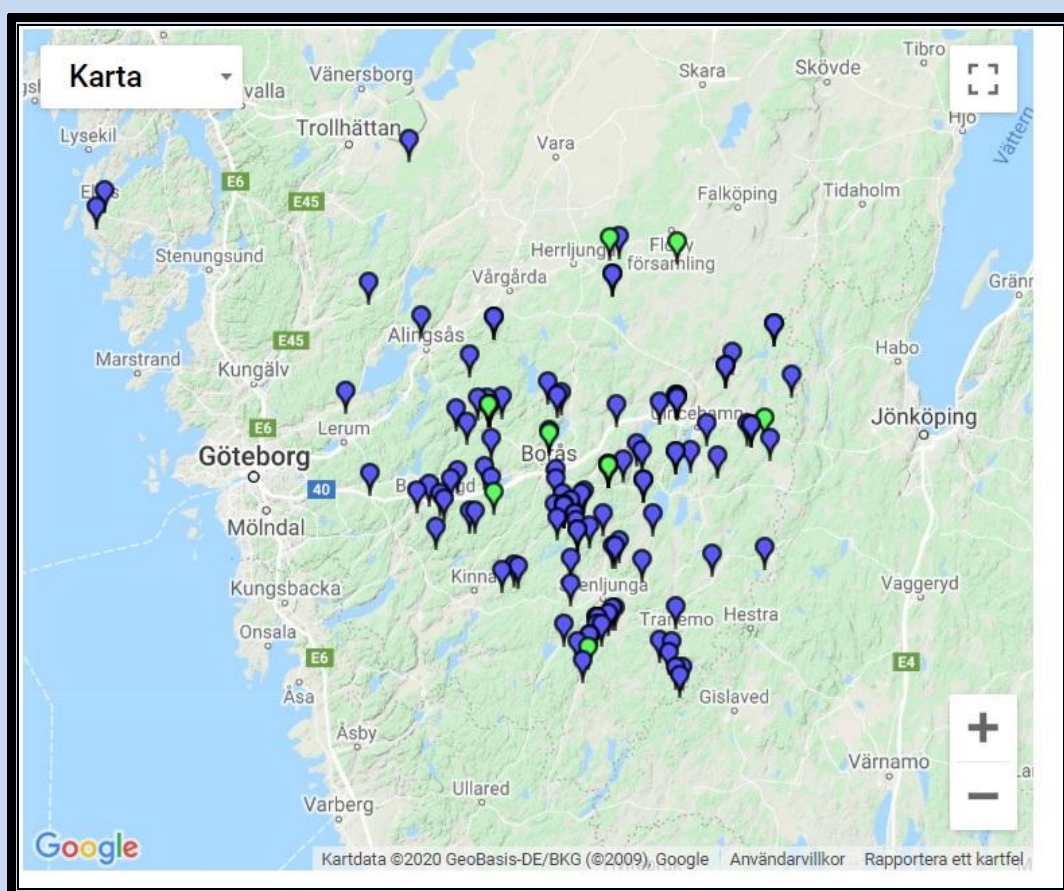 Karta
Tibro
Skövde
Skara
Vänersborg
valla
Hjo
Vättern
Trollhättan
Lysekil
Vara
E6
Falköping
Tidaholm
E45
Stenungsund
Herrljunga
församling
Vårgårda
Gränn
E45
Alingsås
Habo
Marstrand
Kungälv
Jönköping
E6
Lerum
Göteborg
Borås
40
Mölndal
Kungsbacka
Kinna
Vaggeryd
Onsala
Tranemo
Hestra
E6
E4
Åsa
Gislaved
Åsby
Värnamo
Ullared
Varberg
Google
Kartdata ©2020 GeoBasis-DE/BKG (©2009), Google Användarvillkor Rapportera ett kartfel